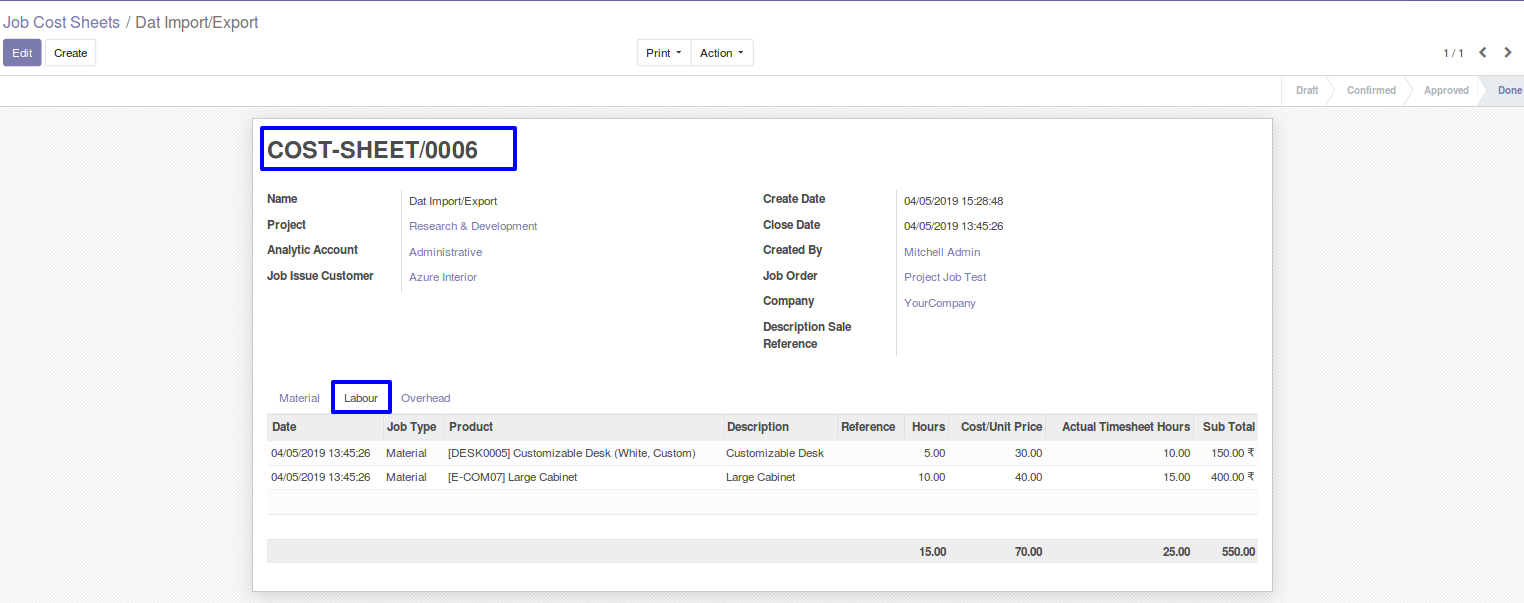 Job Cost Sheets / Dat Import/Export
Edit Create Print Action 1 / 1
Draft Confirmed Approved Done
COST-SHEET/0006
Name Dat Import/Export
Project Research & Development
Analytic Account Administrative
Job Issue Customer Azure Interior
Create Date 04/05/2019 15:28:48
Close Date 04/05/2019 13:45:26
Created By Mitchell Admin
Job Order Project Job Test
Company YourCompany
Description Sale
Reference
Material Labour Overhead
Date Job Type Product Description Reference Hours Cost/Unit Price Actual Timesheet Hours Sub Total
04/05/2019 13:45:26 Material [DESK0005] Customizable Desk (White, Custom) Customizable Desk 5.00 30.00 10.00 150.00 ₹
04/05/2019 13:45:26 Material [E-COM07] Large Cabinet Large Cabinet 10.00 40.00 15.00 400.00 ₹
15.00 70.00 25.00 550.00